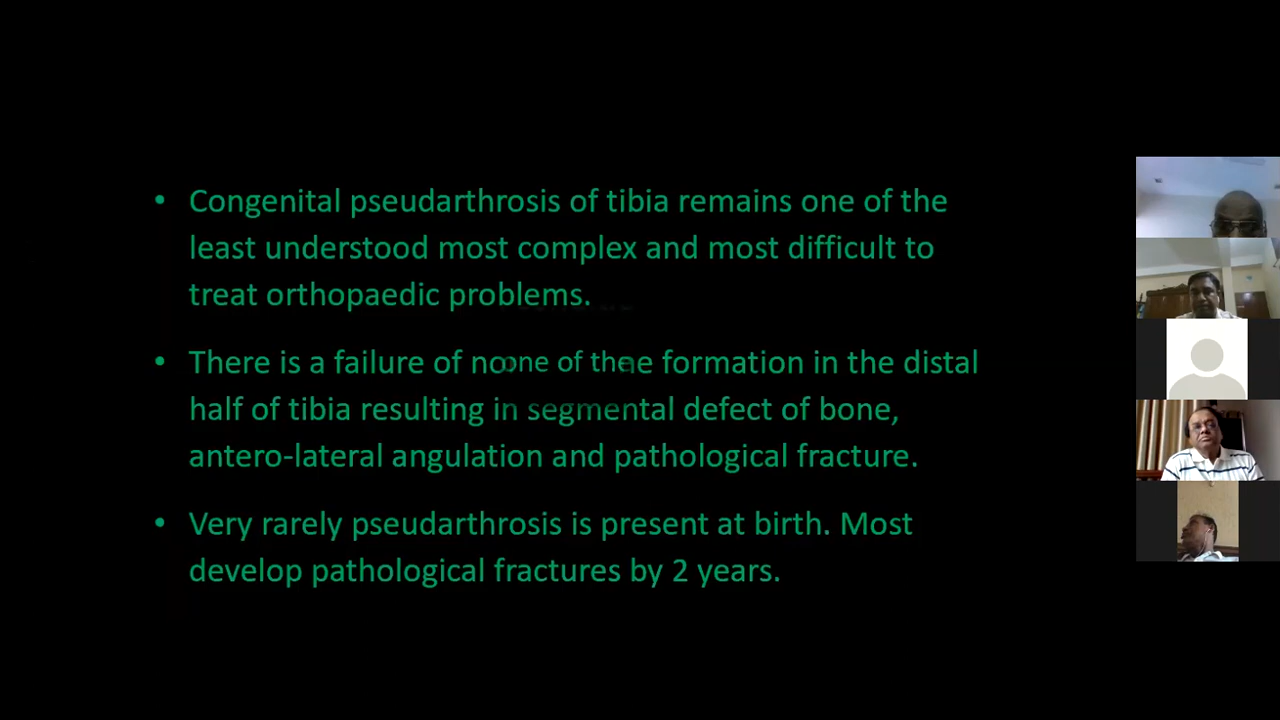 • Congenital pseudarthrosis of tibia remains one of the
least understood most complex and most difficult to
treat orthopaedic problems.
• There is a failure of formation in the distal
half of tibia resulting in segmental defect of bone,
antero-lateral angulation and pathological fracture.
• Very rarely pseudarthrosis is present at birth. Most
develop pathological fractures by 2 years.